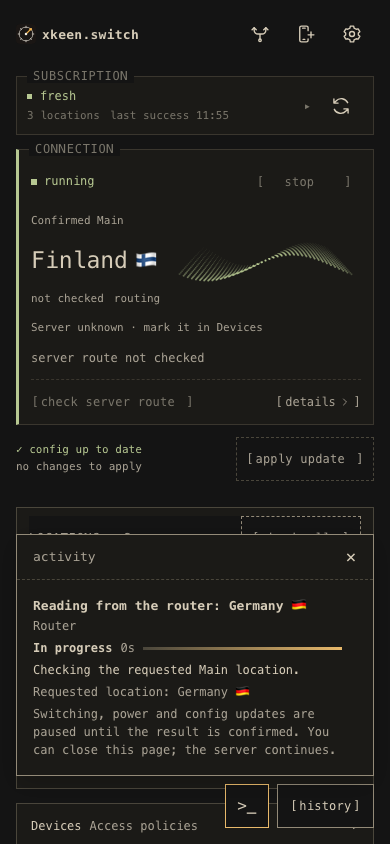 xkeen.switch
SUBSCRIPTION
fresh
3 locations last success 11:55
CONNECTION
running [ stop ]
Confirmed Main
Finland
not checked routing
Server unknown · mark it in Devices
server route not checked
[check server route ] [details > ]
✓ config up to date
no changes to apply
[apply update ]
activity ×
Reading from the router: Germany
Router
In progress 0s
Checking the requested Main location.
Requested location: Germany
Switching, power and config updates are
paused until the result is confirmed. You
can close this page; the server continues.
>_ [history]
Devices Access policies